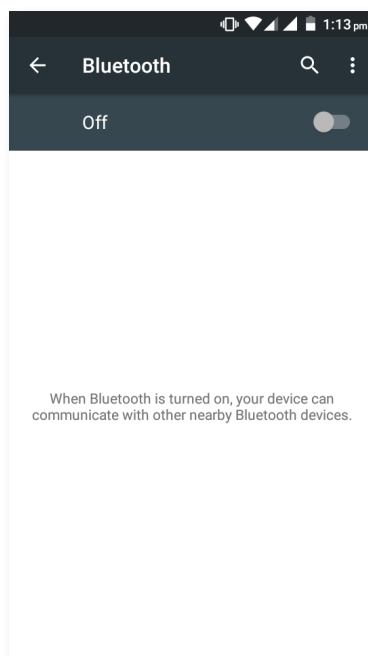 1:13 pm
Bluetooth
Off
When Bluetooth is turned on, your device can
communicate with other nearby Bluetooth devices.